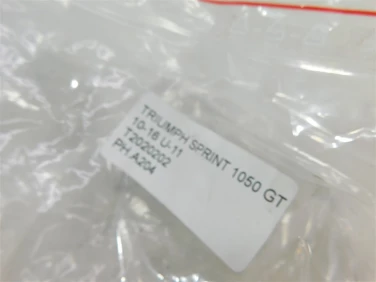 TRIUMPH SPRINT 1050 GT
10-16 U-11
T2020202
PH.A204